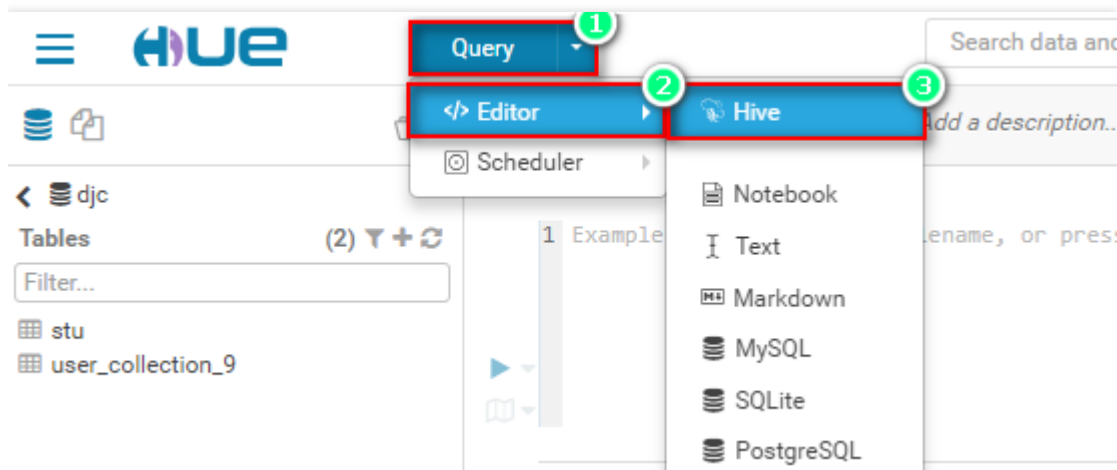 HUE
Query
1
Search data and
</> Editor
2
Hive
3
Add a description...
Scheduler
djc
Notebook
Tables (2)
1 Example
ename, or press
Text
Filter...
Markdown
stu
MySQL
user_collection_9
SQLite
PostgreSQL